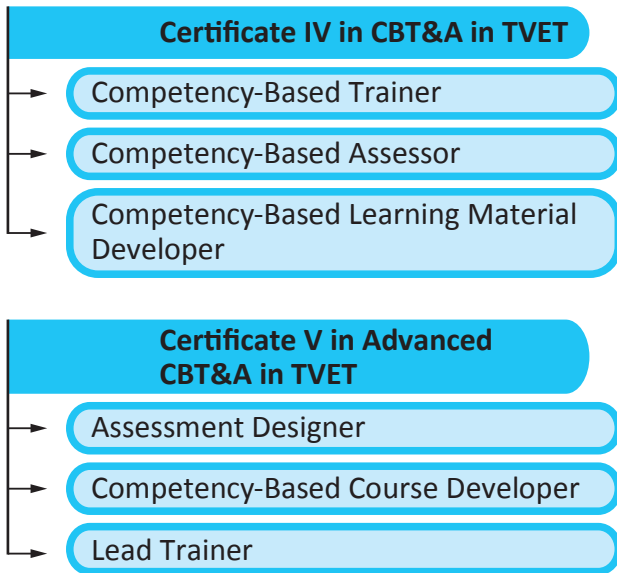 Certificate IV in CBT&A in TVET
Competency-Based Trainer
Competency-Based Assessor
Competency-Based Learning Material
Developer
Certificate V in Advanced
CBT&A in TVET
Assessment Designer
Competency-Based Course Developer
Lead Trainer